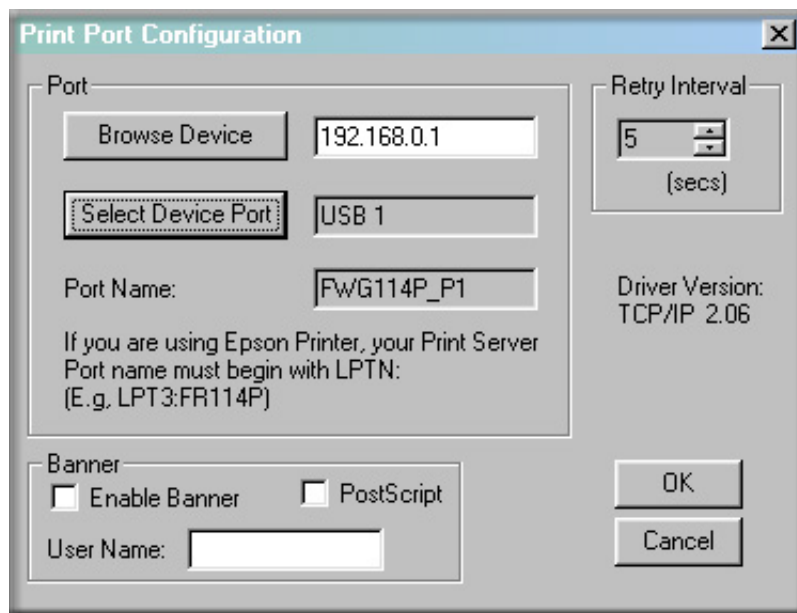 Print Port Configuration
Port
Browse Device
192.168.0.1
Select Device Port
USB 1
Port Name:
FWG114P_P1
If you are using Epson Printer, your Print Server
Port name must begin with LPTN:
(E.g, LPT3:FR114P)
Retry Interval
5
(secs)
Driver Version:
TCP/IP 2.06
Banner
Enable Banner
PostScript
User Name:
OK
Cancel